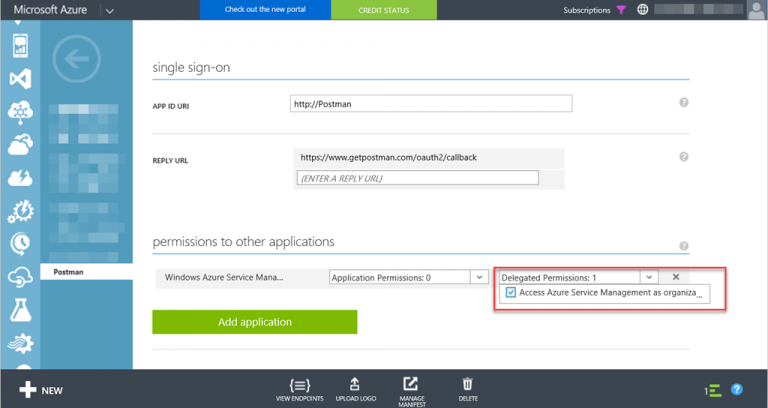 Microsoft Azure
Check out the new portal
CREDIT STATUS
Subscriptions
single sign-on
APP ID URI
http://Postman
?
REPLY URL
https://www.getpostman.com/oauth2/callback
?
(ENTER A REPLY URL)
permissions to other applications
?
Postman
Windows Azure Service Mana...
Application Permissions: 0
Delegated Permissions: 1
Access Azure Service Management as organiza...
Add application
NEW
VIEW ENDPOINTS
UPLOAD LOGO
MANAGE
MANIFEST
DELETE
1
?